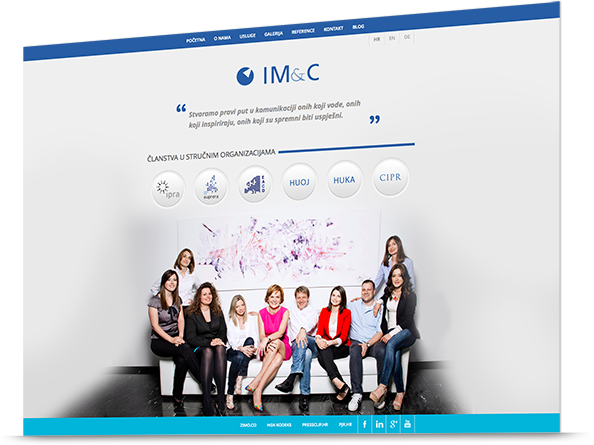 POČETNA O NAMA USLUGE GALERIJA REFERENCE KONTAKT BLOG
HR EN DE
IM&C
“ Stvaramo pravi put u komunikaciji onih koji vode, onih
koji inspiriraju, onih koji su spremni biti uspješni. ”
ČLANSTVA U STRUČNIM ORGANIZACIJAMA
ipra euprera EACD HUOJ HUKA CIPR
ZIMO.CO HGK KODEKS PRESSCLIP.HR PJR.HR f in g+ You